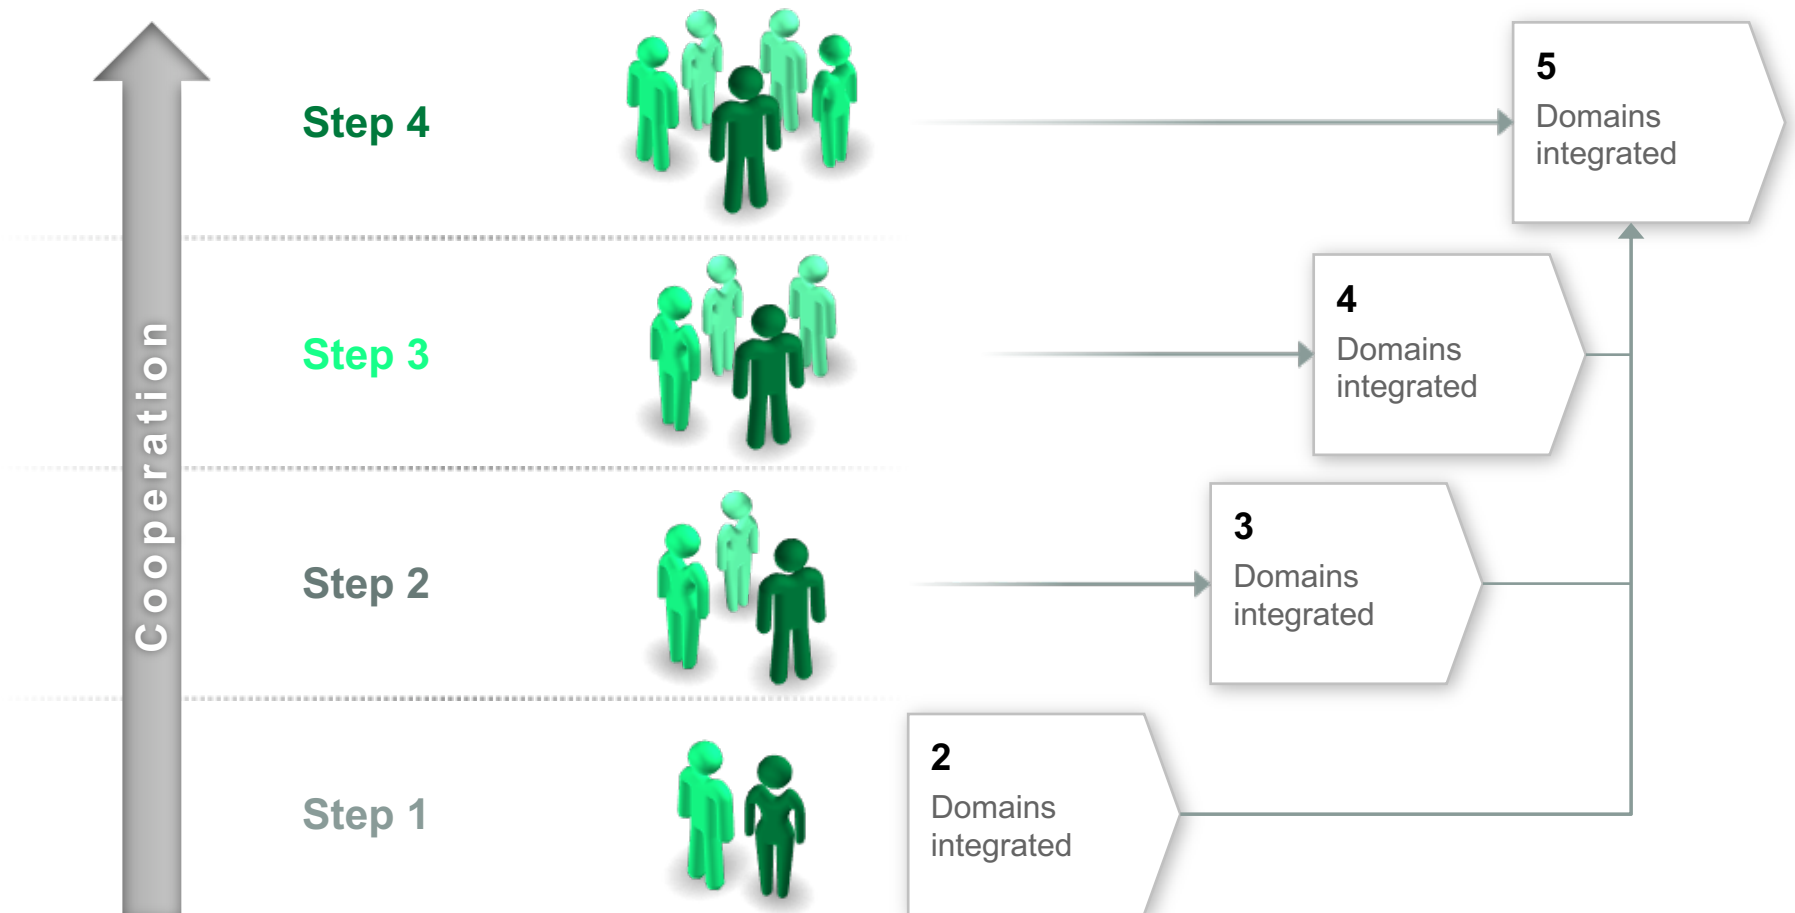 Cooperation
Step 4
5
Domains
integrated
Step 3
4
Domains
integrated
Step 2
3
Domains
integrated
Step 1
2
Domains
integrated